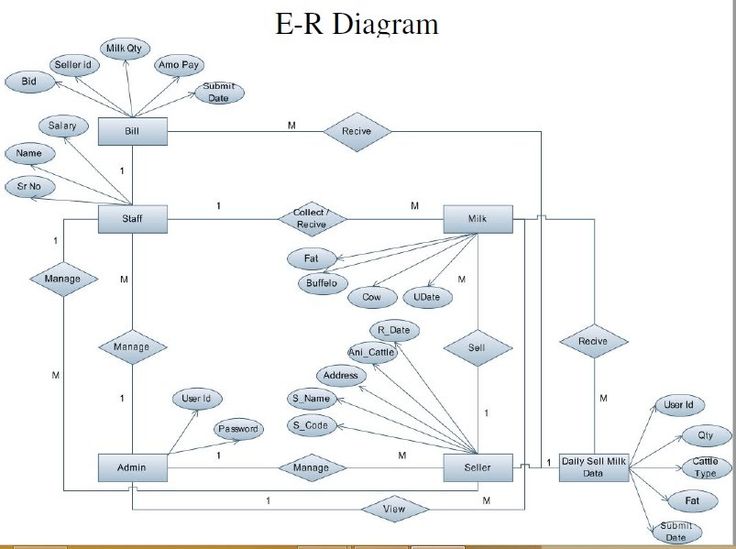 E-R Diagram
Milk Qty
Seller id
Amo Pay
Bid
Submit
Date
Salary
Bill
M
Recive
Name
1
Sr No
Staff
1
Collect /
Recive
M
Milk
1
Fat
Manage
M
Buffelo
M
Cow
UDate
R_Date
Recive
Manage
Ani_Cattle
Sell
M
Address
User Id
1
S_Name
M
User Id
1
Password
S_Code
Qty
Admin
1
Manage
M
Seller
1
Daily Sell Milk
Data
Cattle
Type
1
View
M
Fat
Submit
Date